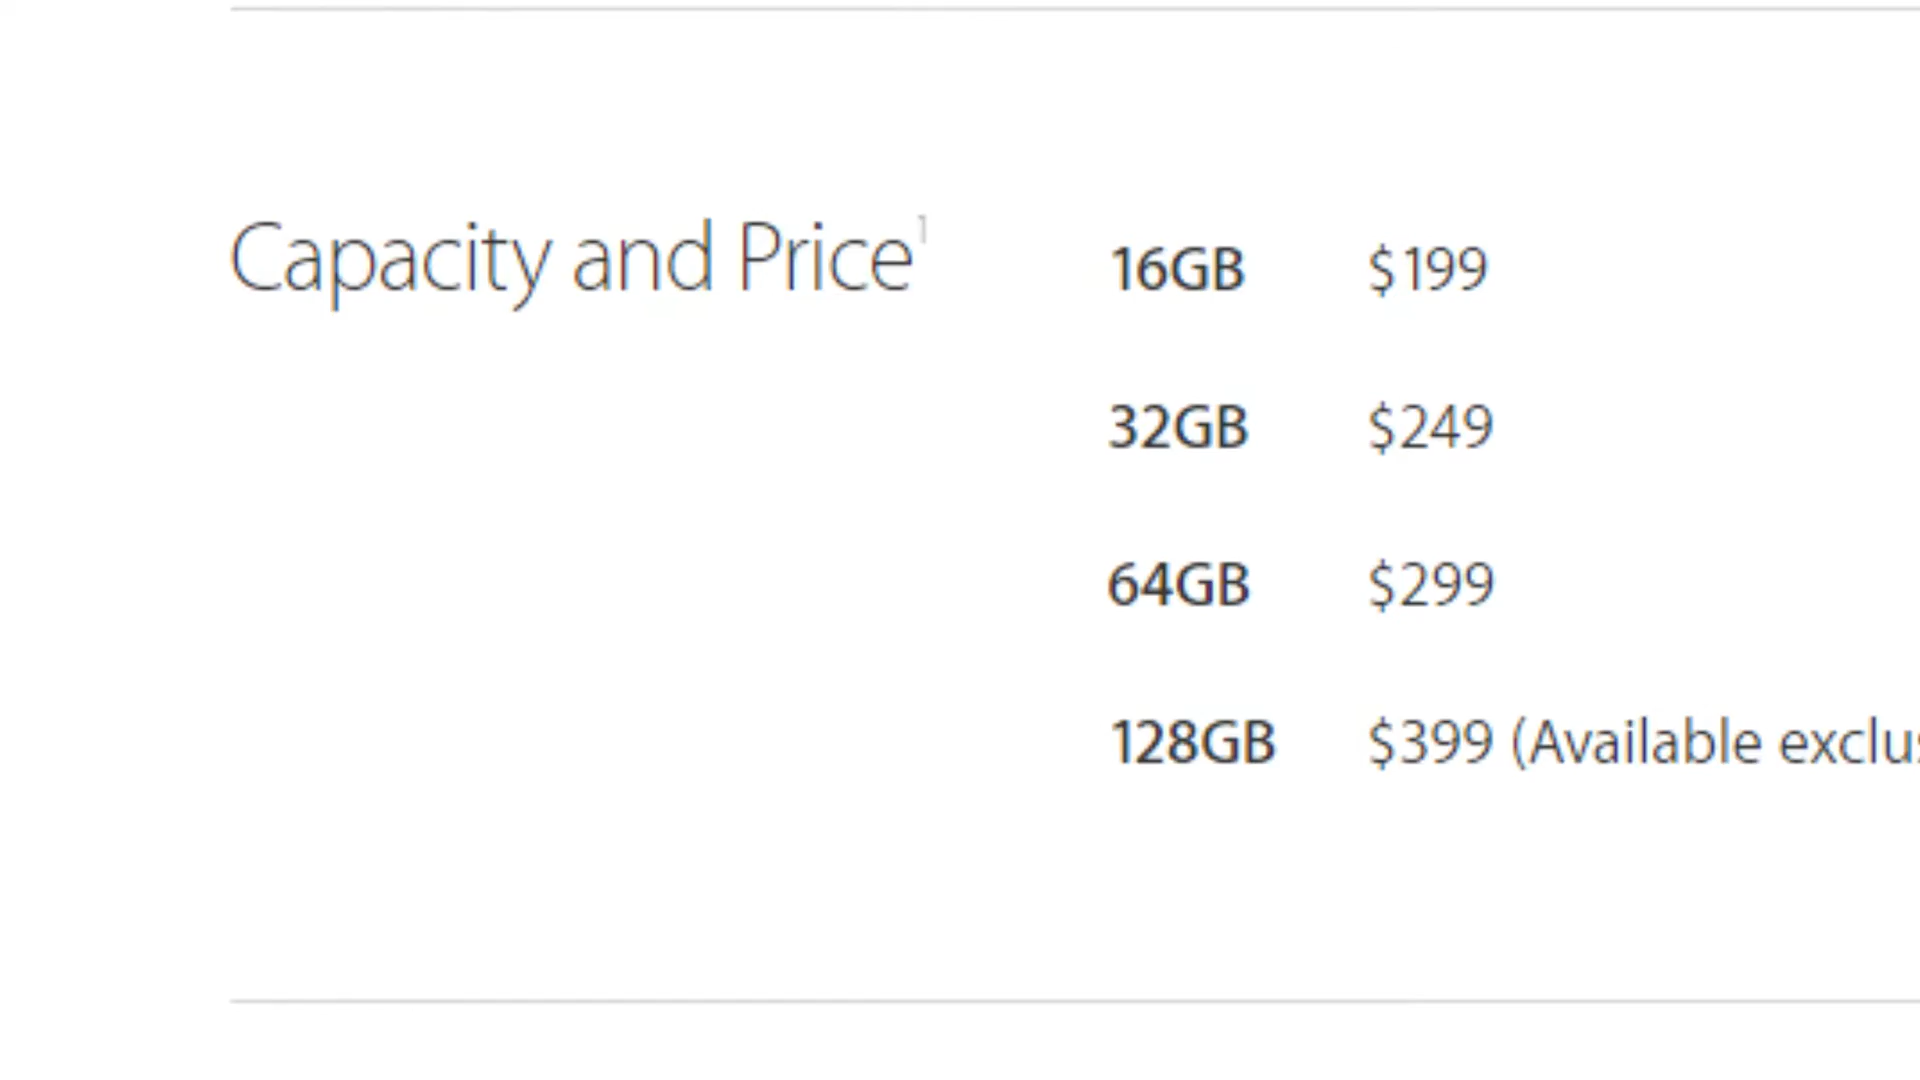 Capacity and Price¹
16GB $199
32GB $249
64GB $299
128GB $399 (Available